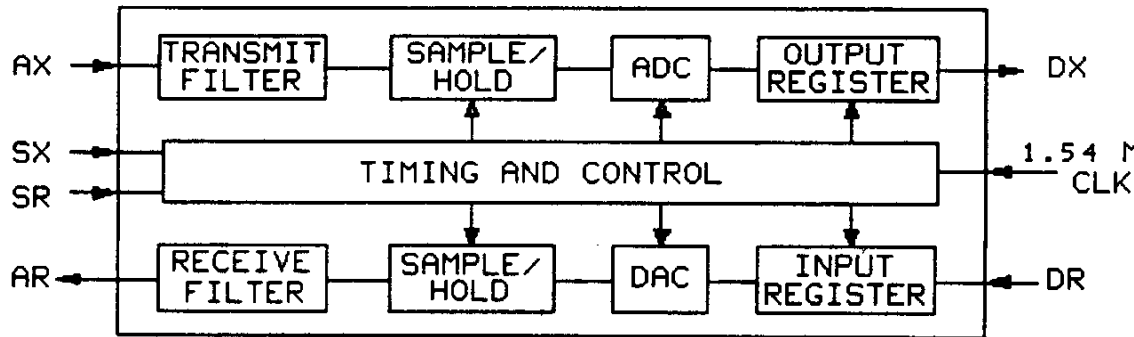 AX
TRANSMIT
FILTER
SAMPLE/
HOLD
ADC
OUTPUT
REGISTER
DX
SX
SR
TIMING AND CONTROL
1.54 M
CLK
AR
RECEIVE
FILTER
SAMPLE/
HOLD
DAC
INPUT
REGISTER
DR